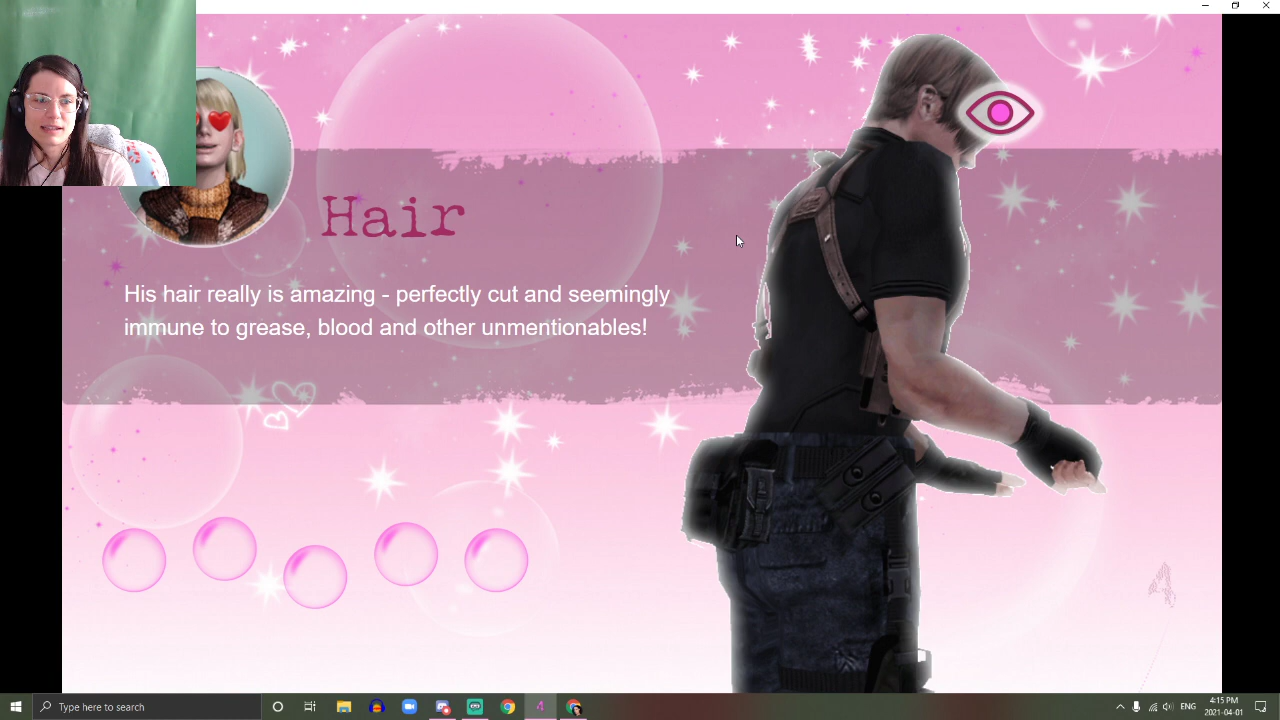 Hair
His hair really is amazing - perfectly cut and seemingly
immune to grease, blood and other unmentionables!
Type here to search
ENG
4:15 PM
2021-04-01